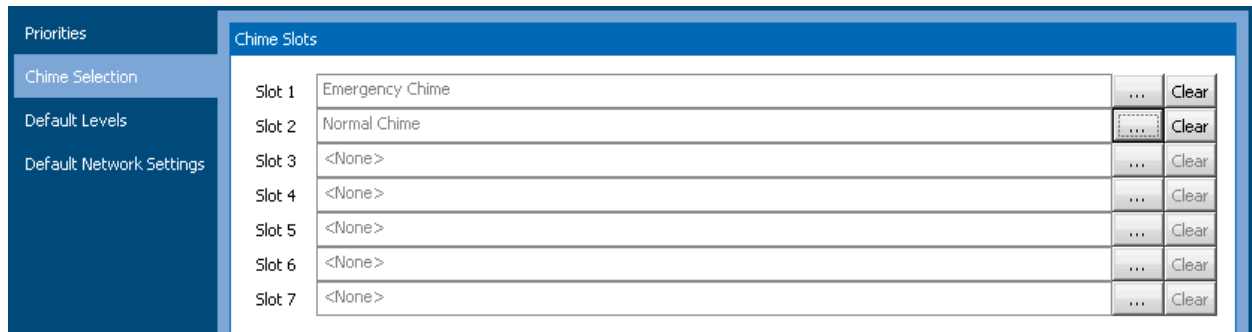 Priorities
Chime Selection
Default Levels
Default Network Settings
Chime Slots
Slot 1 Emergency Chime ... Clear
Slot 2 Normal Chime ... Clear
Slot 3 <None> ... Clear
Slot 4 <None> ... Clear
Slot 5 <None> ... Clear
Slot 6 <None> ... Clear
Slot 7 <None> ... Clear